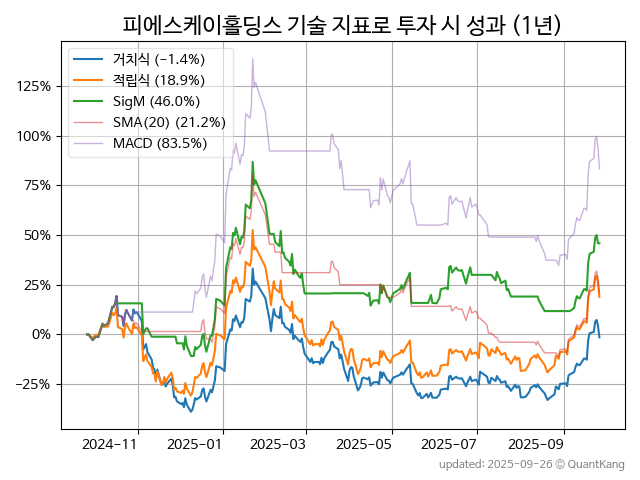 피에스케이홀딩스 기술 지표로 투자 시 성과 (1년)
거치식 (-1.4%)
적립식 (18.9%)
SigM (46.0%)
SMA(20) (21.2%)
MACD (83.5%)
125%
100%
75%
50%
25%
0%
−25%
2024-11 2025-01 2025-03 2025-05 2025-07 2025-09
updated: 2025-09-26 © QuantKang